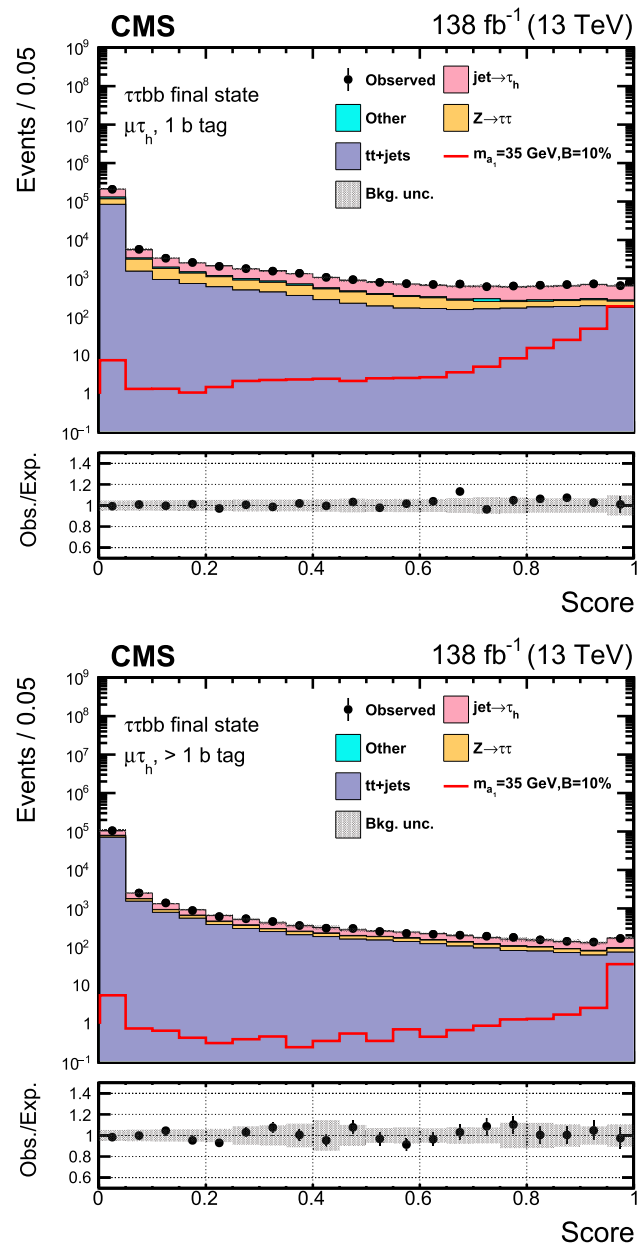 CMS 138 fb⁻¹ (13 TeV)
Events / 0.05
10⁹
10⁸
10⁷
10⁶
10⁵
10⁴
10³
10²
10
1
10⁻¹
ττbb final state
μτₕ, 1 b tag
Observed
jet→τₕ
Other
Z→ττ
tt+jets
mₐ₁=35 GeV,B=10%
Bkg. unc.
Obs./Exp.
1.4
1.2
1
0.8
0.6
0 0.2 0.4 0.6 0.8 1
Score
CMS 138 fb⁻¹ (13 TeV)
Events / 0.05
10⁹
10⁸
10⁷
10⁶
10⁵
10⁴
10³
10²
10
1
10⁻¹
ττbb final state
μτₕ, > 1 b tag
Observed
jet→τₕ
Other
Z→ττ
tt+jets
mₐ₁=35 GeV,B=10%
Bkg. unc.
Obs./Exp.
1.4
1.2
1
0.8
0.6
0 0.2 0.4 0.6 0.8 1
Score